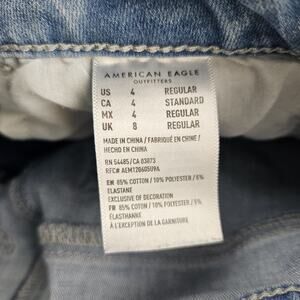 AMERICAN EAGLE
OUTFITTERS
US 4 REGULAR
CA 4 STANDARD
MX 4 REGULAR
UK 8 REGULAR
MADE IN CHINA / FABRIQUÉ EN CHINE /
HECHO EN CHINA
RN 54485/CA 03873
RFC# AEM1206050U9A
EN: 85% COTTON / 10% POLYESTER / 5%
ELASTANE
EXCLUSIVE OF DECORATION
FR: 85% COTON / 10% POLYESTER / 5%
ELASTHANNE
À L'EXCEPTION DE LA GARNITURE